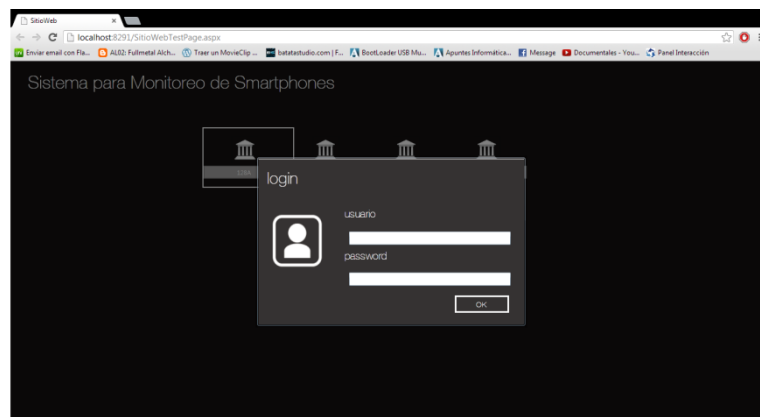 SitioWeb
localhost:8291/SitioWebTestPage.aspx
Enviar email con Fla... AL02: Fullmetal Alch... Traer un MovieClip ... batatastudio.com | F... BootLoader USB Mu... Apuntes Informática... Message Documentales - You... Panel Interacción
Sistema para Monitoreo de Smartphones
login
usuario
password
OK